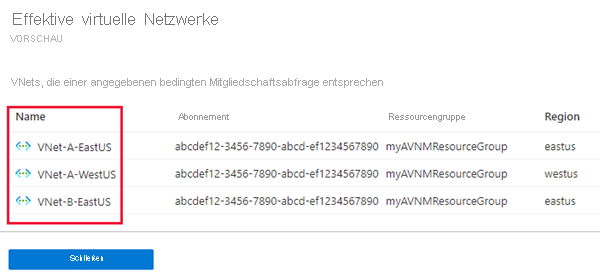 Effektive virtuelle Netzwerke
VORSCHAU
VNets, die einer angegebenen bedingten Mitgliedschaftsabfrage entsprechen
Name Abonnement Ressourcengruppe Region
VNet-A-EastUS abcdef12-3456-7890-abcd-ef1234567890 myAVNMResourceGroup eastus
VNet-A-WestUS abcdef12-3456-7890-abcd-ef1234567890 myAVNMResourceGroup westus
VNet-B-EastUS abcdef12-3456-7890-abcd-ef1234567890 myAVNMResourceGroup eastus
Schließen